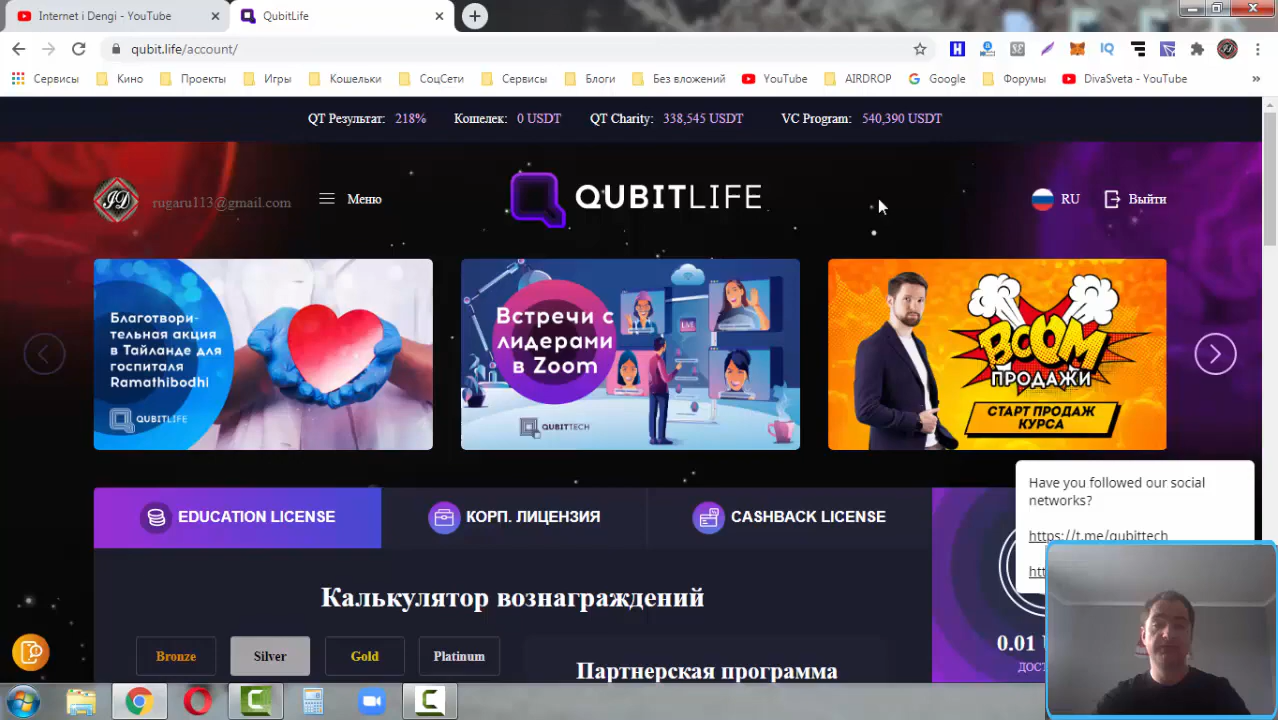 Internet i Dengi - YouTube
QubitLife
qubit.life/account/
Сервисы
Кино
Проекты
Игры
Кошельки
СоцСети
Сервисы
Блоги
Без вложений
YouTube
AIRDROP
Google
Форумы
DivaSveta - YouTube
QT Результат: 218%
Кошелек: 0 USDT
QT Charity: 338,545 USDT
VC Program: 540,390 USDT
rugaru113@gmail.com
Меню
QUBITLIFE
RU
Выйти
Благотвори-
тельная акция
в Тайланде для
госпиталя
Ramathibodhi
QUBITLIFE
Встречи с
лидерами
в Zoom
LIVE
QUBITTECH
BOOM
ПРОДАЖИ
СТАРТ ПРОДАЖ
КУРСА
EDUCATION LICENSE
КОРП. ЛИЦЕНЗИЯ
CASHBACK LICENSE
Have you followed our social
networks?
https://t.me/qubittech
Калькулятор вознаграждений
Bronze
Silver
Gold
Platinum
Партнерская программа
0.01